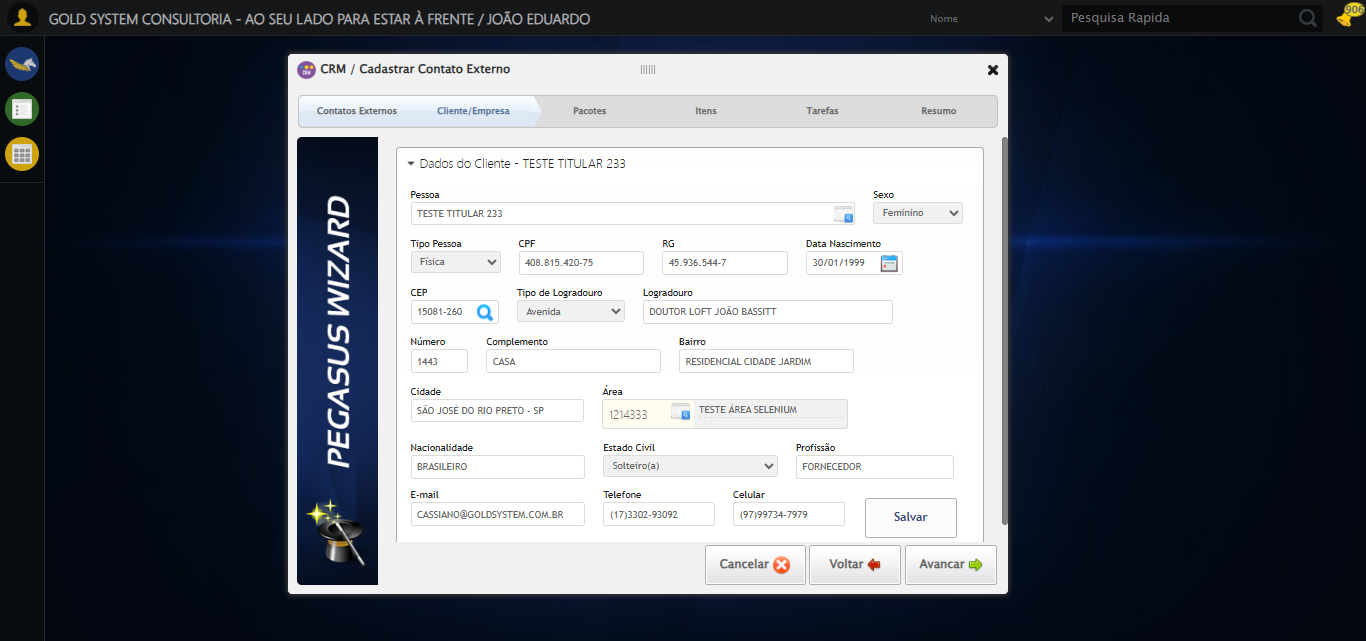 GOLD SYSTEM CONSULTORIA - AO SEU LADO PARA ESTAR À FRENTE / JOÃO EDUARDO
Nome
Pesquisa Rapida
906
CRM / Cadastrar Contato Externo
Contatos Externos Cliente/Empresa Pacotes Itens Tarefas Resumo
PEGASUS WIZARD
Dados do Cliente - TESTE TITULAR 233
Pessoa Sexo
TESTE TITULAR 233 Feminino
Tipo Pessoa CPF RG Data Nascimento
Física 408.815.420-75 45.936.544-7 30/01/1999
CEP Tipo de Logradouro Logradouro
15081-260 Avenida DOUTOR LOFT JOÃO BASSITT
Número Complemento Bairro
1443 CASA RESIDENCIAL CIDADE JARDIM
Cidade Área
SÃO JOSÉ DO RIO PRETO - SP 1214333 TESTE ÁREA SELENIUM
Nacionalidade Estado Civil Profissão
BRASILEIRO Solteiro(a) FORNECEDOR
E-mail Telefone Celular
CASSIANO@GOLDSYSTEM.COM.BR (17)3302-93092 (97)99734-7979 Salvar
Cancelar Voltar Avancar